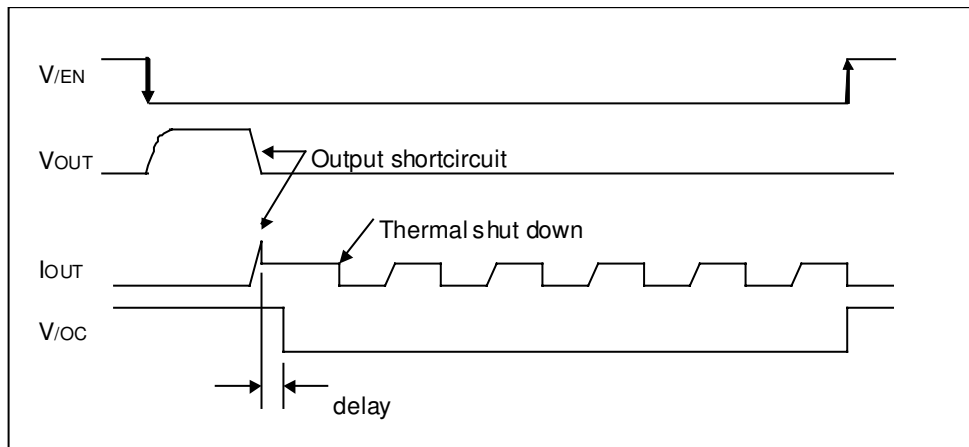 V/EN
VOUT
Output shortcircuit
Thermal shut down
IOUT
V/OC
delay